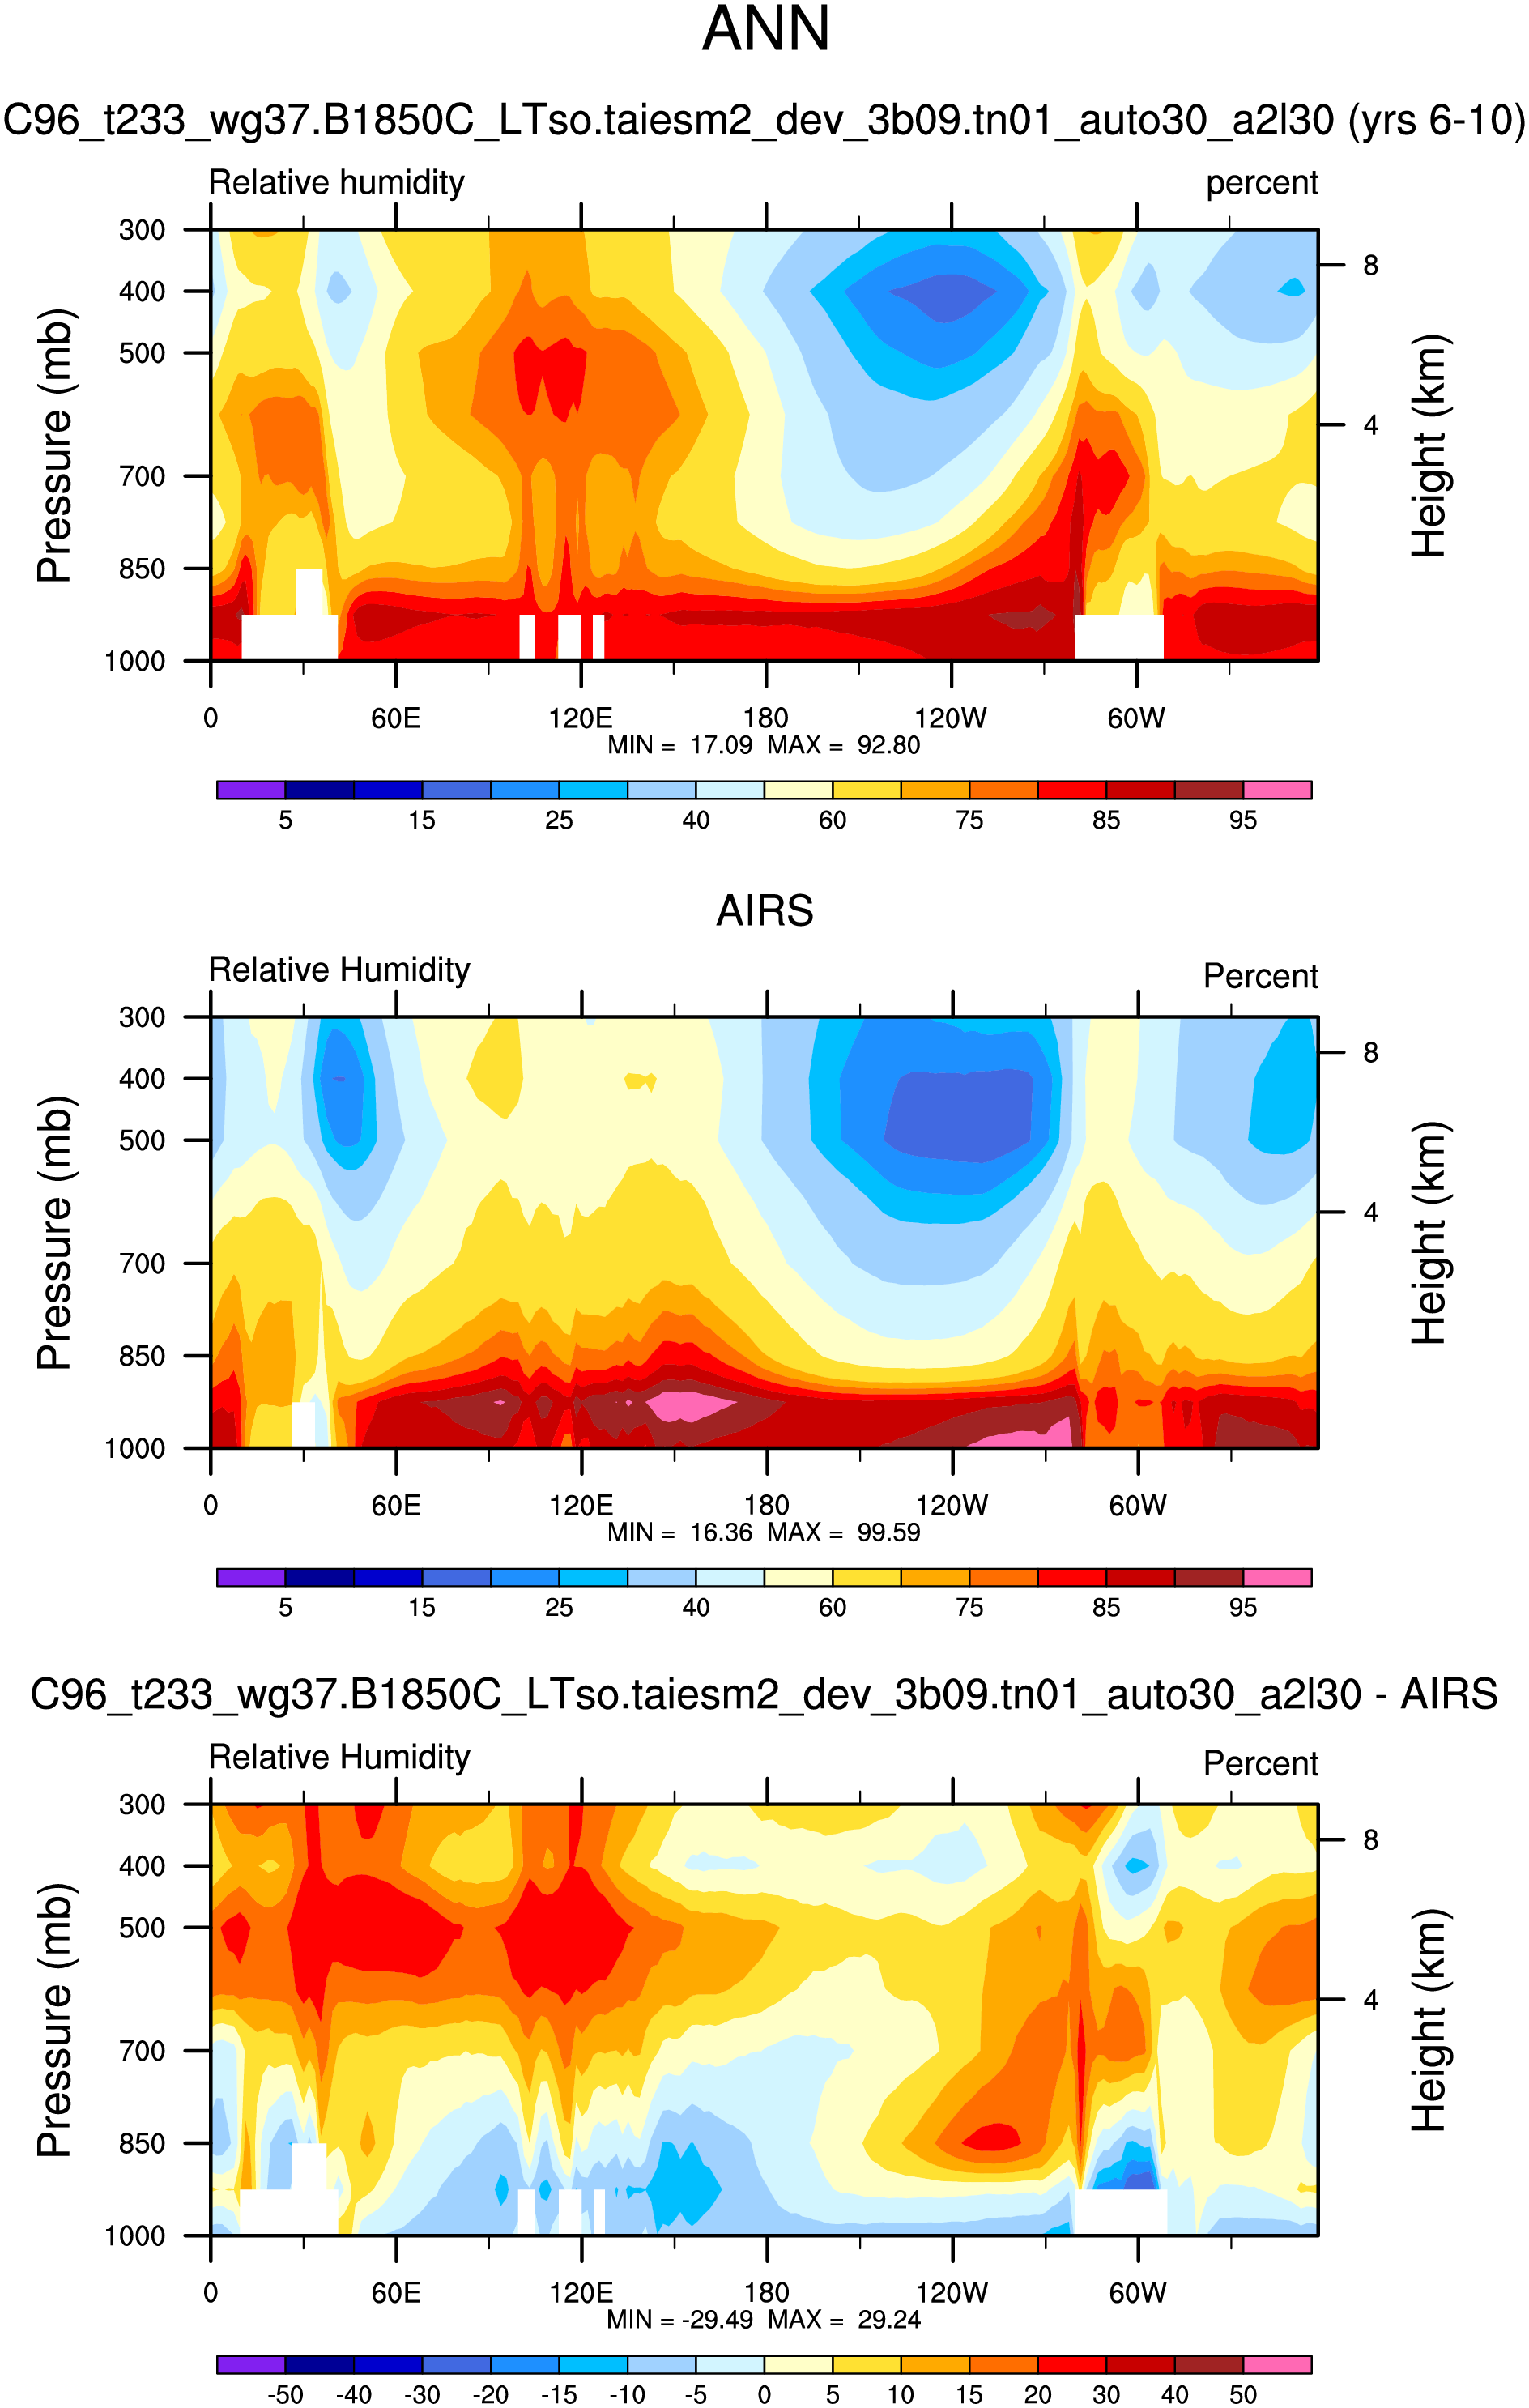 ANN
C96_t233_wg37.B1850C_LTso.taiesm2_dev_3b09.tn01_auto30_a2l30 (yrs 6-10)
Relative humidity percent
300
400
500
700
850
1000
Pressure (mb)
8
4
Height (km)
0 60E 120E 180 120W 60W
MIN = 17.09 MAX = 92.80
5 15 25 40 60 75 85 95
AIRS
Relative Humidity Percent
300
400
500
700
850
1000
Pressure (mb)
8
4
Height (km)
0 60E 120E 180 120W 60W
MIN = 16.36 MAX = 99.59
5 15 25 40 60 75 85 95
C96_t233_wg37.B1850C_LTso.taiesm2_dev_3b09.tn01_auto30_a2l30 - AIRS
Relative Humidity Percent
300
400
500
700
850
1000
Pressure (mb)
8
4
Height (km)
0 60E 120E 180 120W 60W
MIN = -29.49 MAX = 29.24
-50 -40 -30 -20 -15 -10 -5 0 5 10 15 20 30 40 50